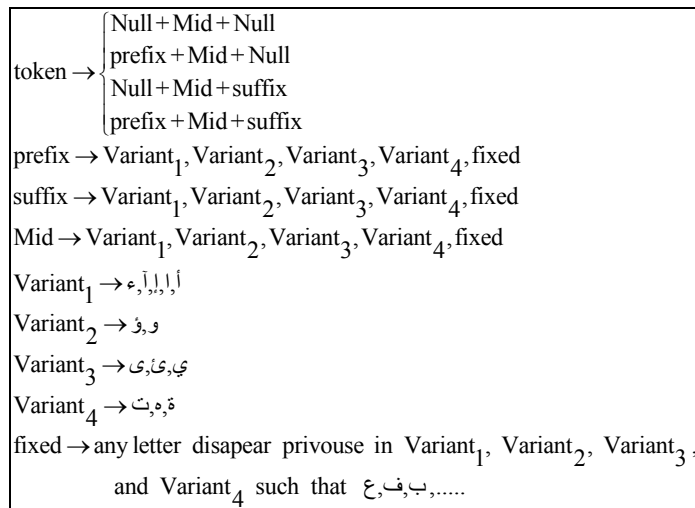 token → { Null+Mid+Null
prefix+Mid+Null
Null+Mid+suffix
prefix+Mid+suffix
prefix → Variant₁, Variant₂, Variant₃, Variant₄, fixed
suffix → Variant₁, Variant₂, Variant₃, Variant₄, fixed
Mid → Variant₁, Variant₂, Variant₃, Variant₄, fixed
Variant₁ → أ,ا,إ,آ,ء
Variant₂ → و,ؤ
Variant₃ → ي,ئ,ى
Variant₄ → ة,ه,ت
fixed → any letter disapear privouse in Variant₁, Variant₂, Variant₃,
and Variant₄ such that ب,ف,ع,.....